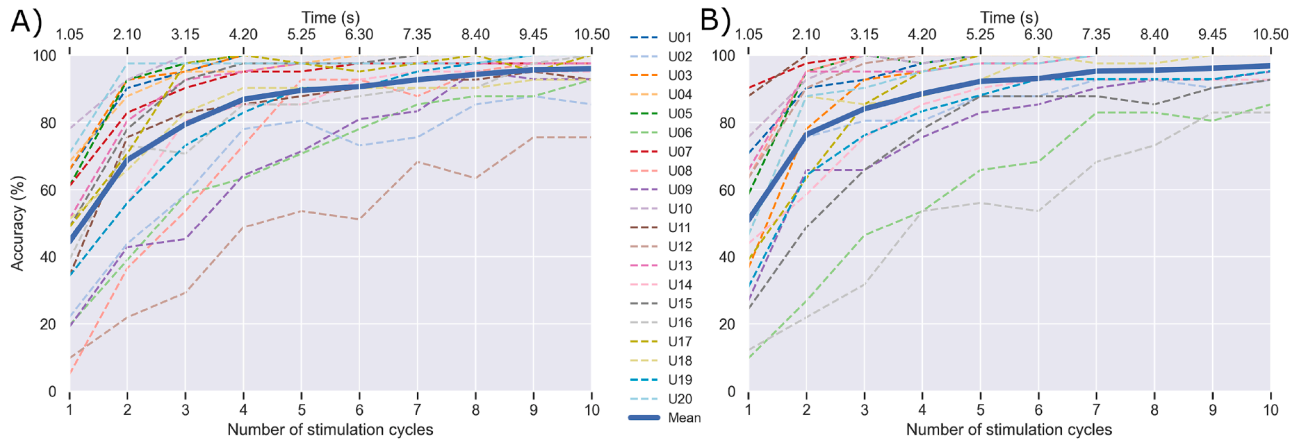 A)
Time (s)
1.05 2.10 3.15 4.20 5.25 6.30 7.35 8.40 9.45 10.50
100
80
60
40
20
0
Accuracy (%)
1 2 3 4 5 6 7 8 9 10
Number of stimulation cycles
U01
U02
U03
U04
U05
U06
U07
U08
U09
U10
U11
U12
U13
U14
U15
U16
U17
U18
U19
U20
Mean
B)
Time (s)
1.05 2.10 3.15 4.20 5.25 6.30 7.35 8.40 9.45 10.50
100
80
60
40
20
0
1 2 3 4 5 6 7 8 9 10
Number of stimulation cycles